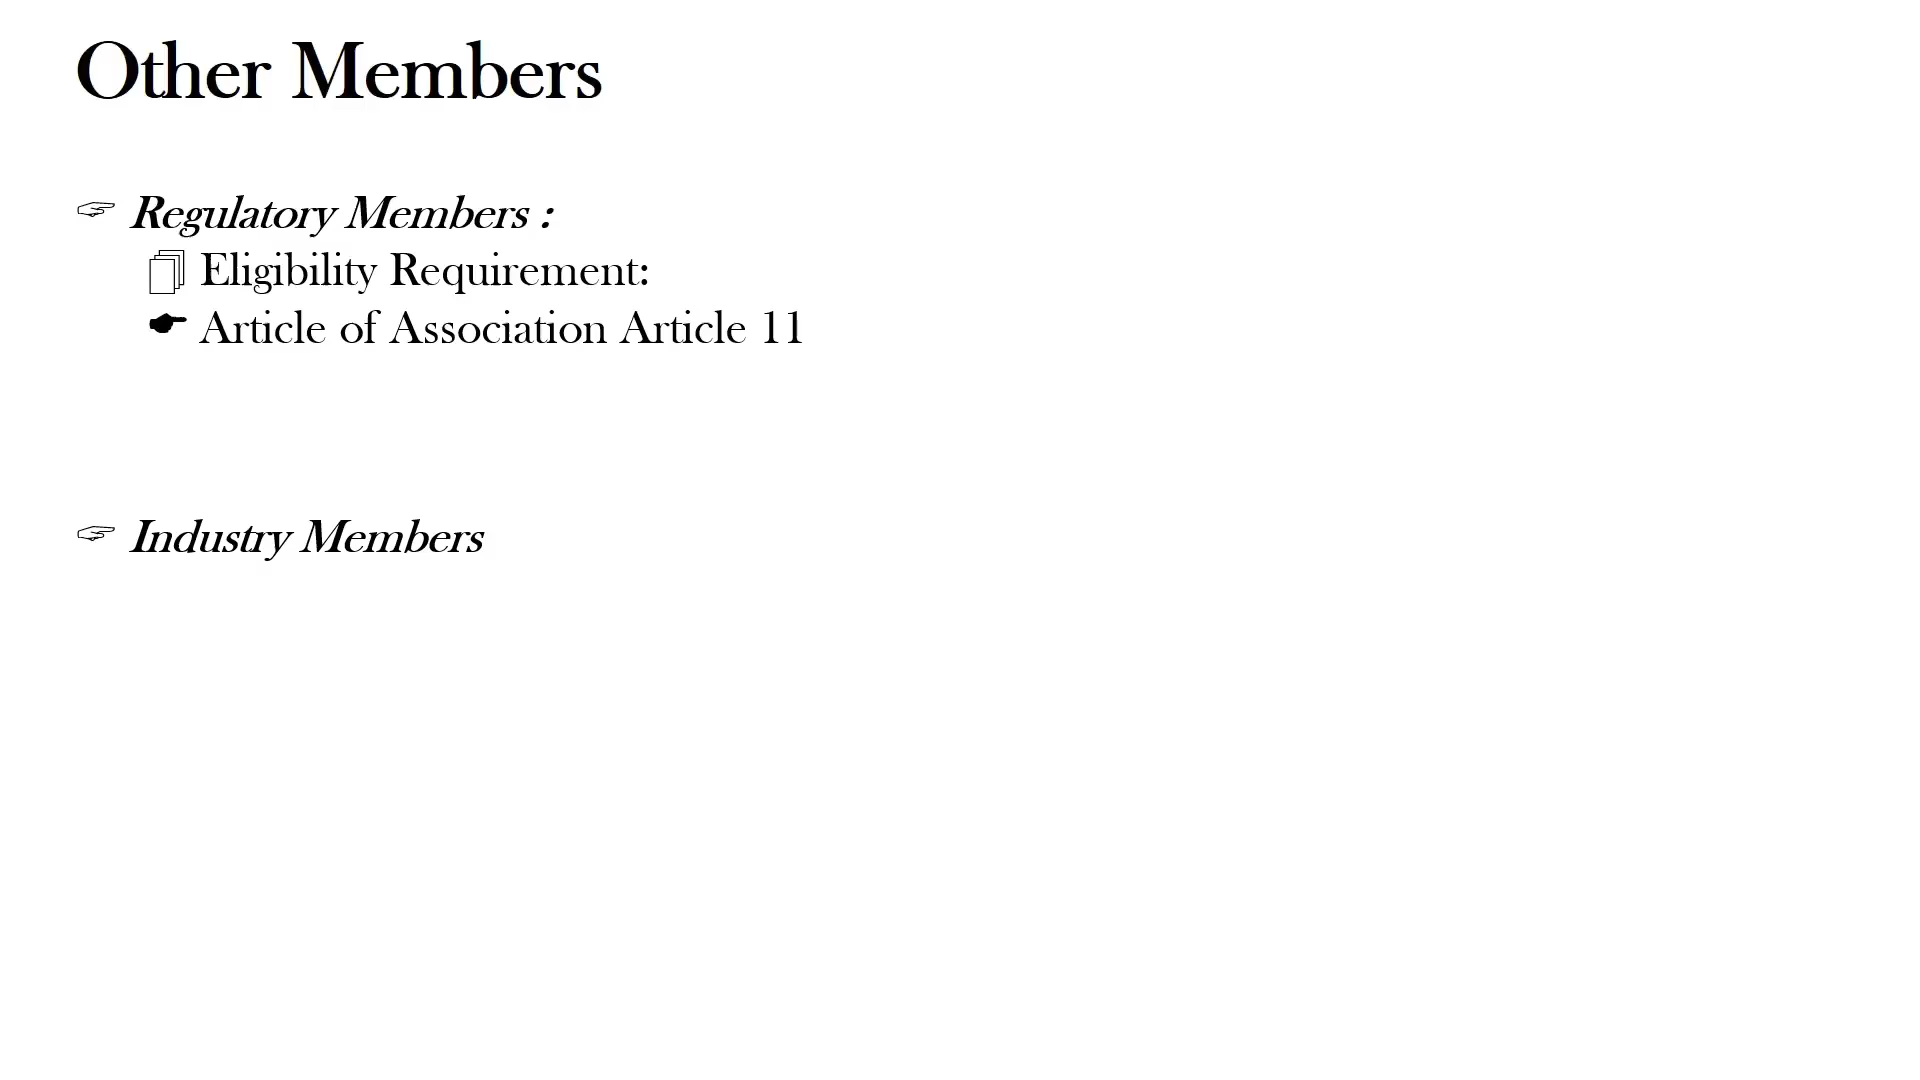 Other Members
☞ Regulatory Members :
🗍 Eligibility Requirement:
☛ Article of Association Article 11
☞ Industry Members